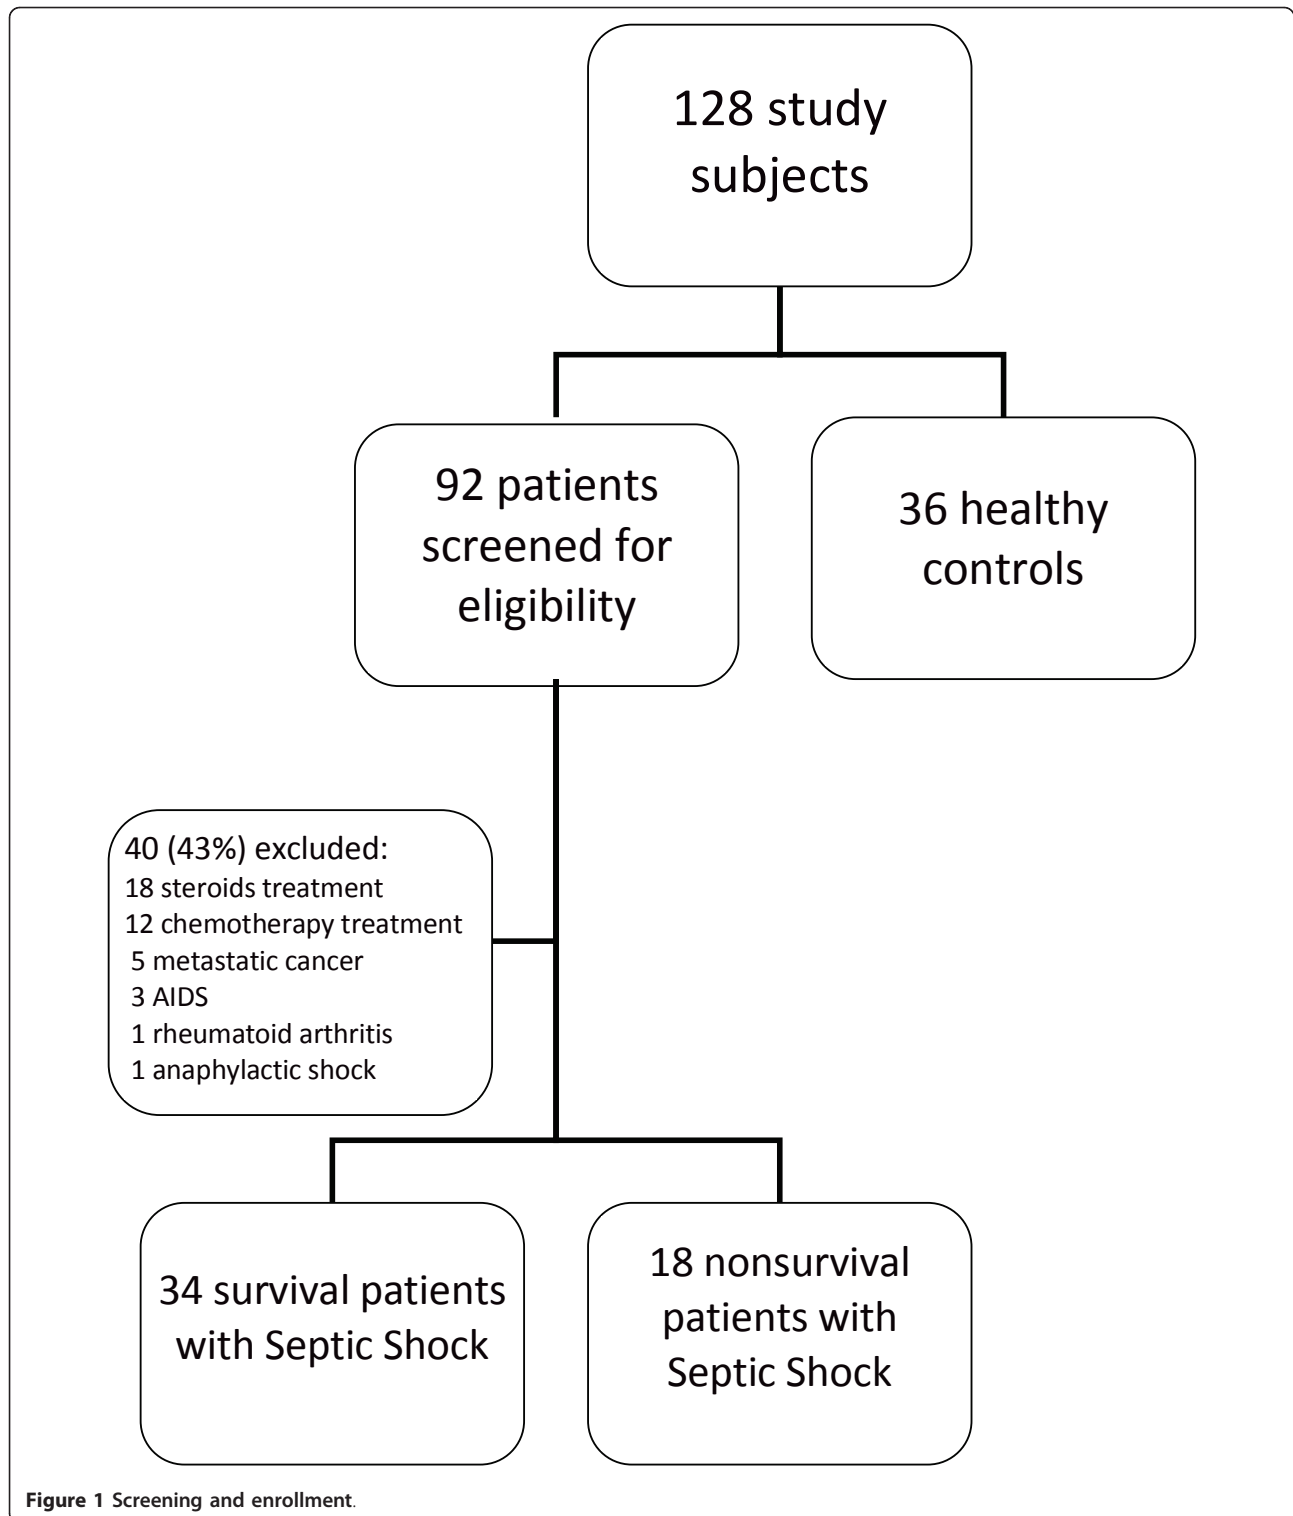 128 study
subjects
92 patients
screened for
eligibility
36 healthy
controls
40 (43%) excluded:
18 steroids treatment
12 chemotherapy treatment
5 metastatic cancer
3 AIDS
1 rheumatoid arthritis
1 anaphylactic shock
34 survival patients
with Septic Shock
18 nonsurvival
patients with
Septic Shock
Figure 1 Screening and enrollment.